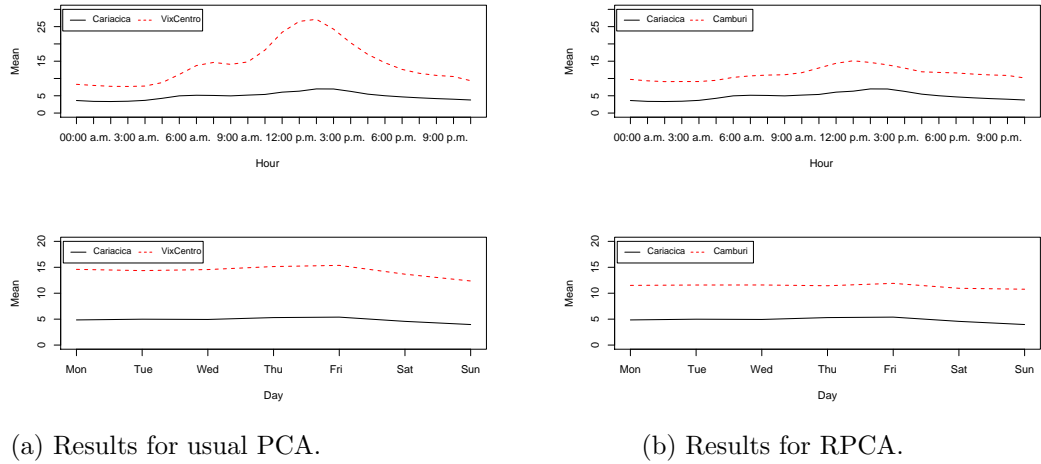 Cariacica VixCentro
Mean
0 5 15 25
00:00 a.m. 3:00 a.m. 6:00 a.m. 9:00 a.m. 12:00 p.m. 3:00 p.m. 6:00 p.m. 9:00 p.m.
Hour
Cariacica Camburi
Mean
0 5 15 25
00:00 a.m. 3:00 a.m. 6:00 a.m. 9:00 a.m. 12:00 p.m. 3:00 p.m. 6:00 p.m. 9:00 p.m.
Hour
Cariacica VixCentro
Mean
0 5 10 15 20
Mon Tue Wed Thu Fri Sat Sun
Day
Cariacica Camburi
Mean
0 5 10 15 20
Mon Tue Wed Thu Fri Sat Sun
Day
(a) Results for usual PCA.
(b) Results for RPCA.